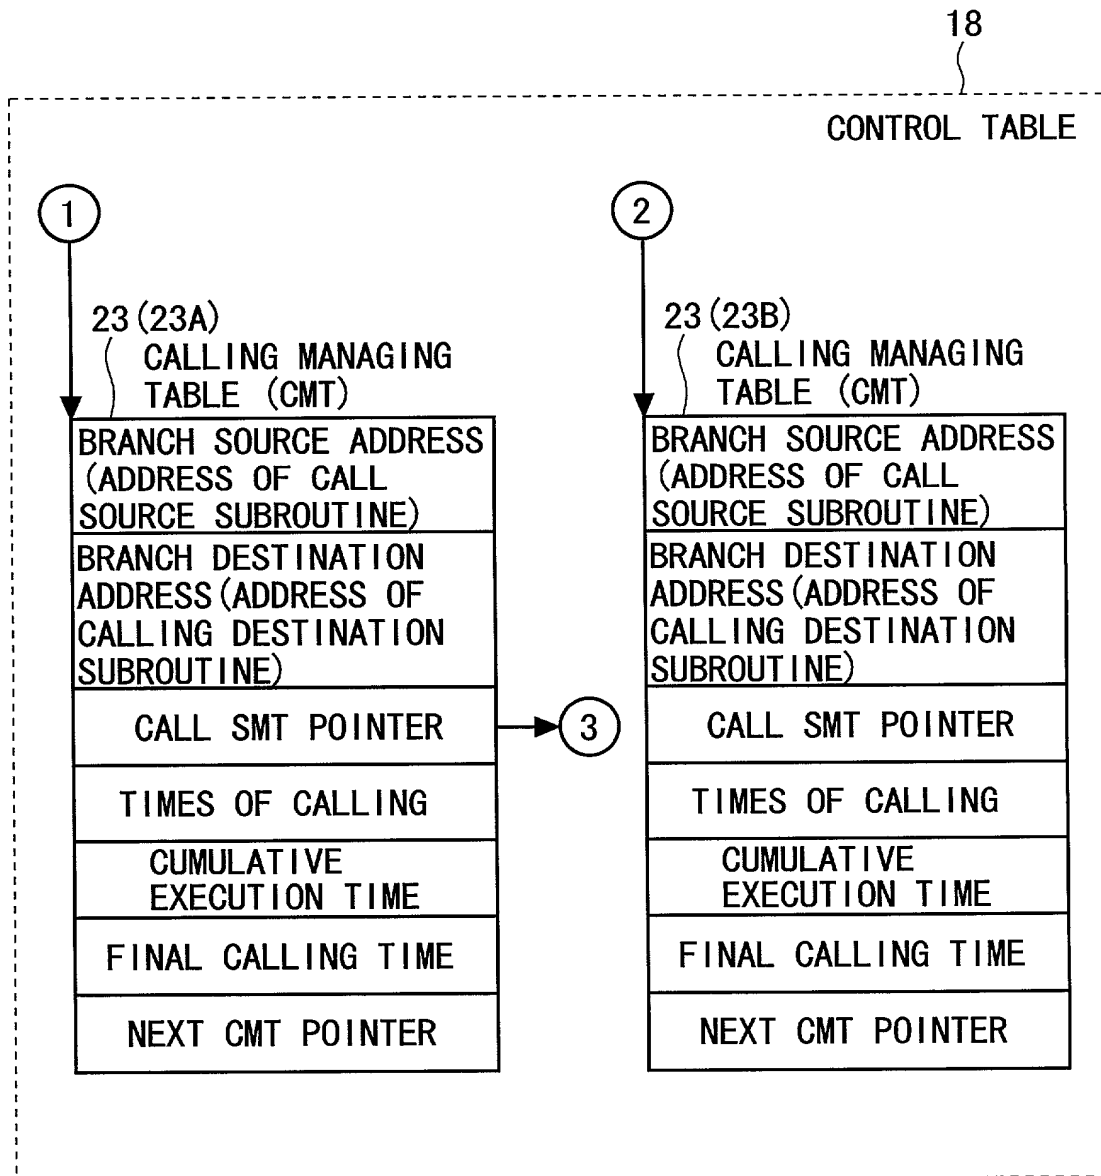 18
CONTROL TABLE
1
2
23(23A)
CALLING MANAGING
TABLE (CMT)
BRANCH SOURCE ADDRESS
(ADDRESS OF CALL
SOURCE SUBROUTINE)
BRANCH DESTINATION
ADDRESS(ADDRESS OF
CALLING DESTINATION
SUBROUTINE)
CALL SMT POINTER
3
TIMES OF CALLING
CUMULATIVE
EXECUTION TIME
FINAL CALLING TIME
NEXT CMT POINTER
23(23B)
CALLING MANAGING
TABLE (CMT)
BRANCH SOURCE ADDRESS
(ADDRESS OF CALL
SOURCE SUBROUTINE)
BRANCH DESTINATION
ADDRESS(ADDRESS OF
CALLING DESTINATION
SUBROUTINE)
CALL SMT POINTER
TIMES OF CALLING
CUMULATIVE
EXECUTION TIME
FINAL CALLING TIME
NEXT CMT POINTER